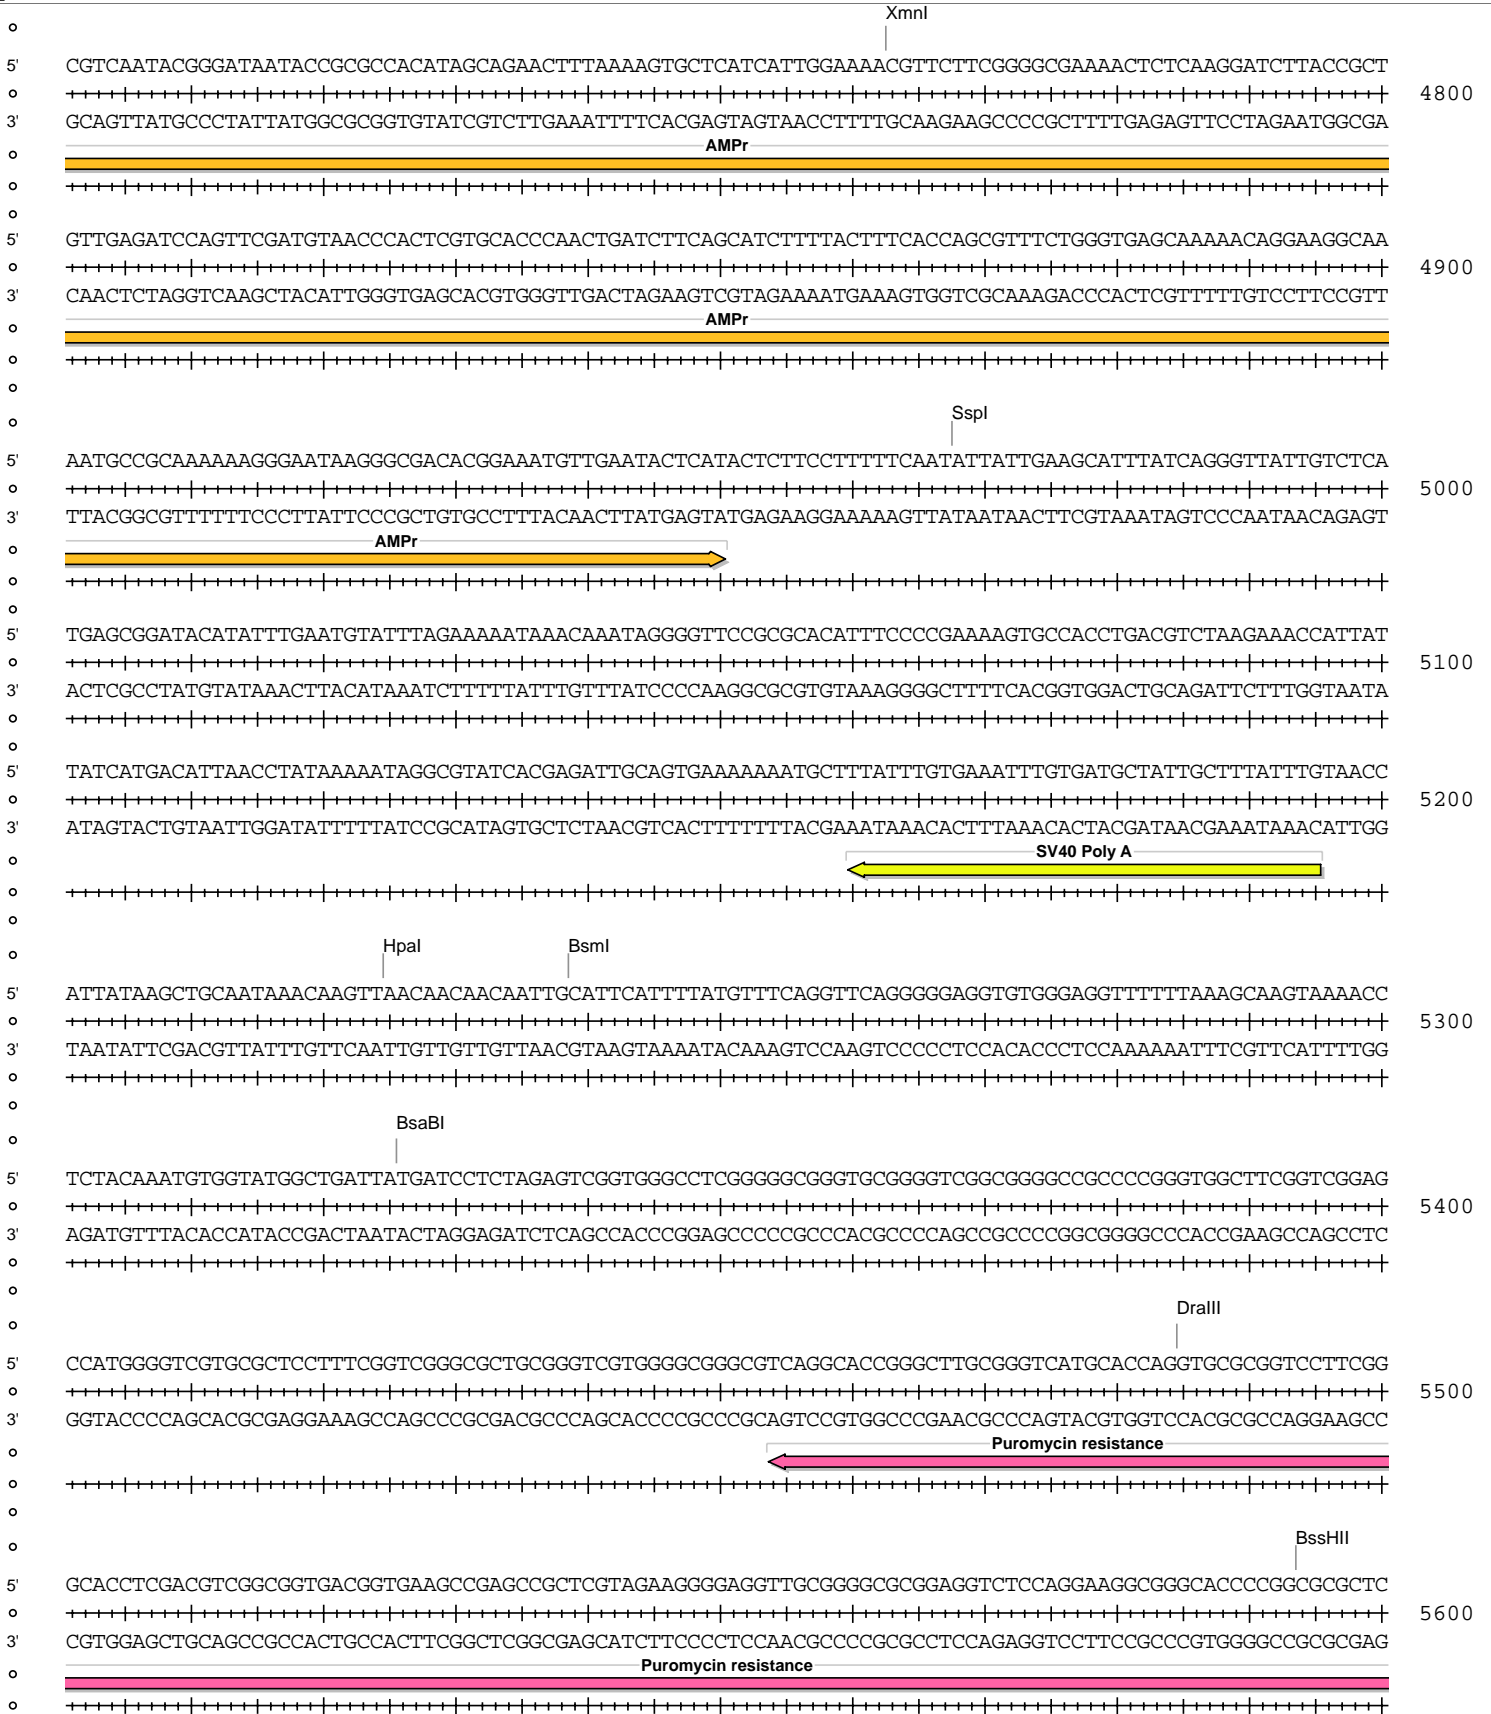 XmnI
5' CGTCAATACGGGATAATACCGCGCCACATAGCAGAACTTTAAAAGTGCTCATCATTGGAAAACGTTCTTCGGGGCGAAAACTCTCAAGGATCTTACCGCT
4800
3' GCAGTTATGCCCTATTATGGCGCGGTGTATCGTCTTGAAATTTTCACGAGTAGTAACCTTTTGCAAGAAGCCCCGCTTTTGAGAGTTCCTAGAATGGCGA
AMPr
5' GTTGAGATCCAGTTCGATGTAACCCACTCGTGCACCCAACTGATCTTCAGCATCTTTTACTTTCACCAGCGTTTCTGGGTGAGCAAAAACAGGAAGGCAA
4900
3' CAACTCTAGGTCAAGCTACATTGGGTGAGCACGTGGGTTGACTAGAAGTCGTAGAAAATGAAAGTGGTCGCAAAGACCCACTCGTTTTTGTCCTTCCGTT
AMPr
SspI
5' AATGCCGCAAAAAAGGGAATAAGGGCGACACGGAAATGTTGAATACTCATACTCTTCCTTTTTCAATATTATTGAAGCATTTATCAGGGTTATTGTCTCA
5000
3' TTACGGCGTTTTTTCCCTTATTCCCGCTGTGCCTTTACAACTTATGAGTATGAGAAGGAAAAAGTTATAATAACTTCGTAAATAGTCCCAATAACAGAGT
AMPr
5' TGAGCGGATACATATTTGAATGTATTTAGAAAAATAAACAAATAGGGGTTCCGCGCACATTTCCCCGAAAAGTGCCACCTGACGTCTAAGAAACCATTAT
5100
3' ACTCGCCTATGTATAAACTTACATAAATCTTTTTATTTGTTTATCCCCAAGGCGCGTGTAAAGGGGCTTTTCACGGTGGACTGCAGATTCTTTGGTAATA
5' TATCATGACATTAACCTATAAAAATAGGCGTATCACGAGATTGCAGTGAAAAAAATGCTTTATTTGTGAAATTTGTGATGCTATTGCTTTATTTGTAACC
5200
3' ATAGTACTGTAATTGGATATTTTTATCCGCATAGTGCTCTAACGTCACTTTTTTTACGAAATAAACACTTTAAACACTACGATAACGAAATAAACATTGG
SV40 Poly A
HpaI BsmI
5' ATTATAAGCTGCAATAAACAAGTTAACAACAACAATTGCATTCATTTTATGTTTCAGGTTCAGGGGGAGGTGTGGGAGGTTTTTTAAAGCAAGTAAAACC
5300
3' TAATATTCGACGTTATTTGTTCAATTGTTGTTGTTAACGTAAGTAAAATACAAAGTCCAAGTCCCCCTCCACACCCTCCAAAAAATTTCGTTCATTTTGG
BsaBI
5' TCTACAAATGTGGTATGGCTGATTATGATCCTCTAGAGTCGGTGGGCCTCGGGGGCGGGTGCGGGGTCGGCGGGGCCGCCCCGGGTGGCTTCGGTCGGAG
5400
3' AGATGTTTACACCATACCGACTAATACTAGGAGATCTCAGCCACCCGGAGCCCCCGCCCACGCCCCAGCCGCCCCGGCGGGGCCCACCGAAGCCAGCCTC
DraIII
5' CCATGGGGTCGTGCGCTCCTTTCGGTCGGGCGCTGCGGGTCGTGGGGCGGGCGTCAGGCACCGGGCTTGCGGGTCATGCACCAGGTGCGCGGTCCTTCGG
5500
3' GGTACCCCAGCACGCGAGGAAAGCCAGCCCGCGACGCCCAGCACCCCGCCCGCAGTCCGTGGCCCGAACGCCCAGTACGTGGTCCACGCGCCAGGAAGCC
Puromycin resistance
BssHII
5' GCACCTCGACGTCGGCGGTGACGGTGAAGCCGAGCCGCTCGTAGAAGGGGAGGTTGCGGGGCGCGGAGGTCTCCAGGAAGGCGGGCACCCCGGCGCGCTC
5600
3' CGTGGAGCTGCAGCCGCCACTGCCACTTCGGCTCGGCGAGCATCTTCCCCTCCAACGCCCCGCGCCTCCAGAGGTCCTTCCGCCCGTGGGGCCGCGCGAG
Puromycin resistance